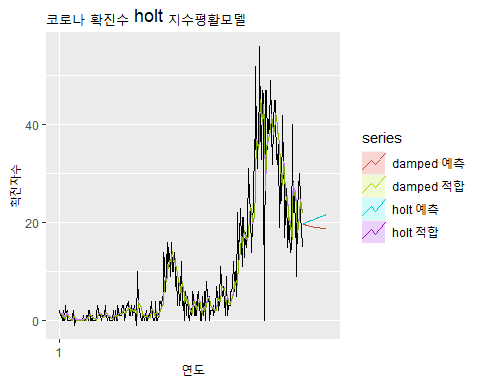 코로나 확진수 holt 지수평활모델
확진자수
40
20
0
1
연도
series
damped 예측
damped 적합
holt 예측
holt 적합